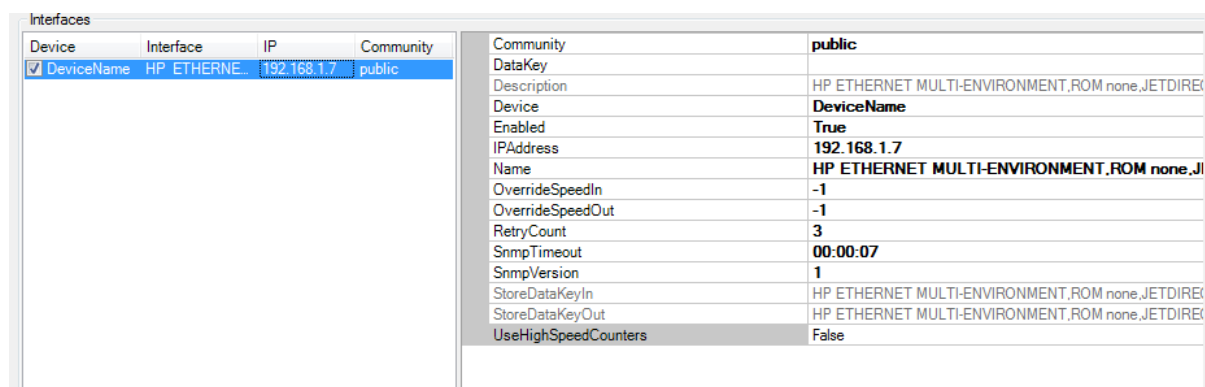 Interfaces
Device Interface IP Community
DeviceName HP ETHERNE... 192.168.1.7 public
Community public
DataKey
Description HP ETHERNET MULTI-ENVIRONMENT,ROM none,JETDIRE
Device DeviceName
Enabled True
IPAddress 192.168.1.7
Name HP ETHERNET MULTI-ENVIRONMENT,ROM none,JI
OverrideSpeedIn -1
OverrideSpeedOut -1
RetryCount 3
SnmpTimeout 00:00:07
SnmpVersion 1
StoreDataKeyIn HP ETHERNET MULTI-ENVIRONMENT,ROM none,JETDIRE
StoreDataKeyOut HP ETHERNET MULTI-ENVIRONMENT,ROM none,JETDIRE
UseHighSpeedCounters False